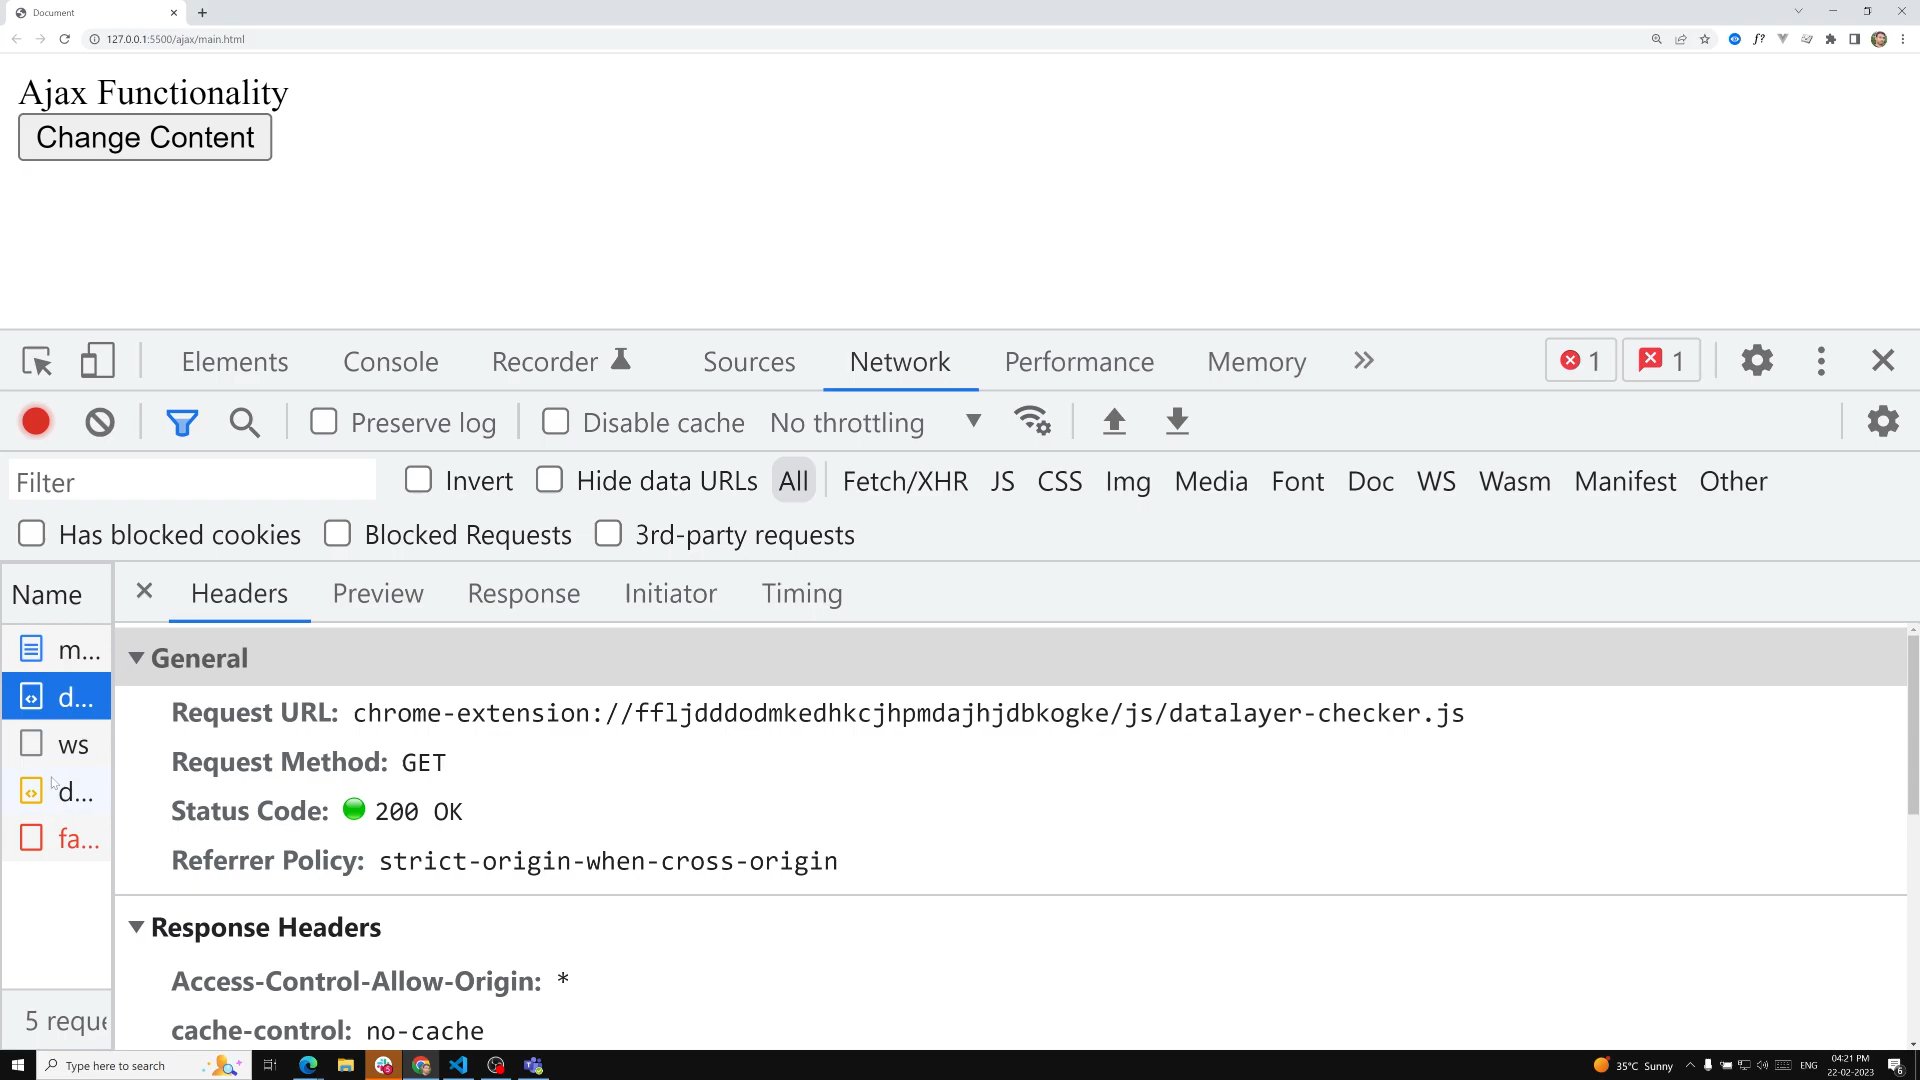 Document
127.0.0.1:5500/ajax/main.html
f?
Ajax Functionality
Change Content
Elements Console Recorder Sources Network Performance Memory 1 1
Preserve log Disable cache No throttling
Filter Invert Hide data URLs All Fetch/XHR JS CSS Img Media Font Doc WS Wasm Manifest Other
Has blocked cookies Blocked Requests 3rd-party requests
Name Headers Preview Response Initiator Timing
m...
d...
ws
d...
fa...
5 reque
General
Request URL: chrome-extension://ffljdddodmkedhkcjhpmdajhjdbkogke/js/datalayer-checker.js
Request Method: GET
Status Code: 200 OK
Referrer Policy: strict-origin-when-cross-origin
Response Headers
Access-Control-Allow-Origin: *
cache-control: no-cache
Type here to search
35°C Sunny
ENG
04:21 PM
22-02-2023
6